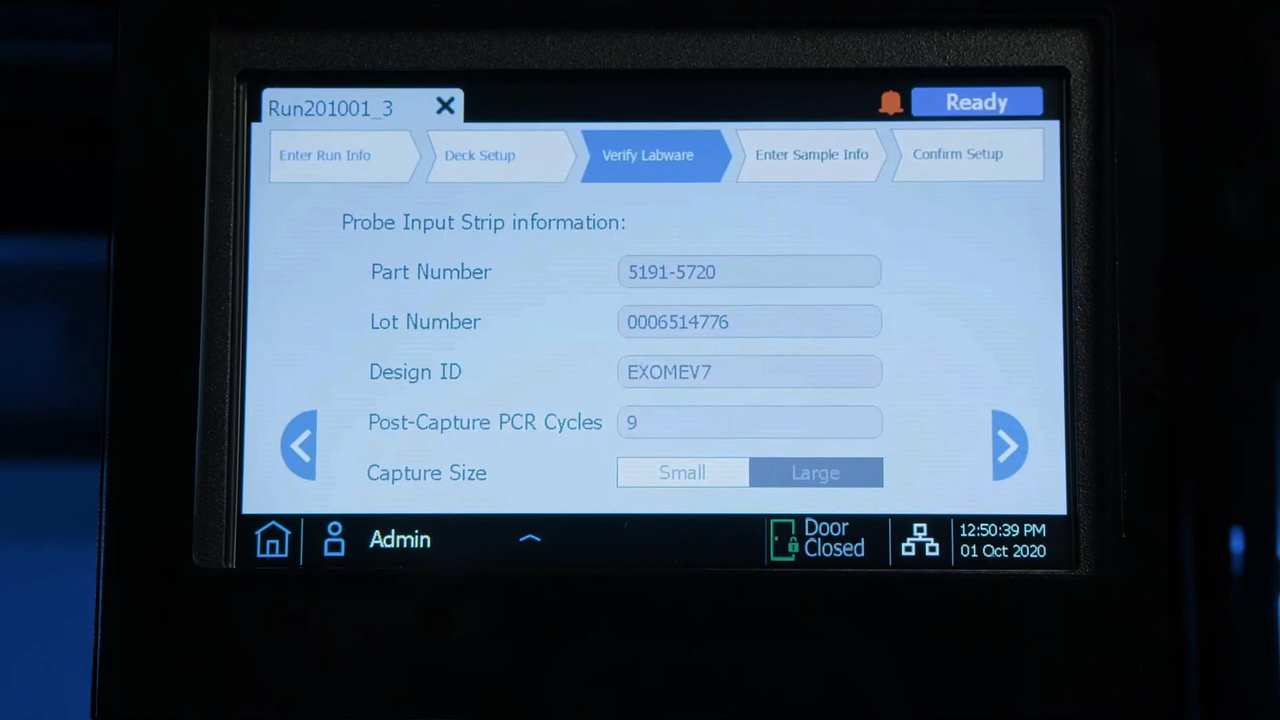 Run201001_3
Ready
Enter Run Info
Deck Setup
Verify Labware
Enter Sample Info
Confirm Setup
Probe Input Strip information:
Part Number 5191-5720
Lot Number 0006514776
Design ID EXOMEV7
Post-Capture PCR Cycles 9
Capture Size Small Large
Admin
Door
Closed
12:50:39 PM
01 Oct 2020